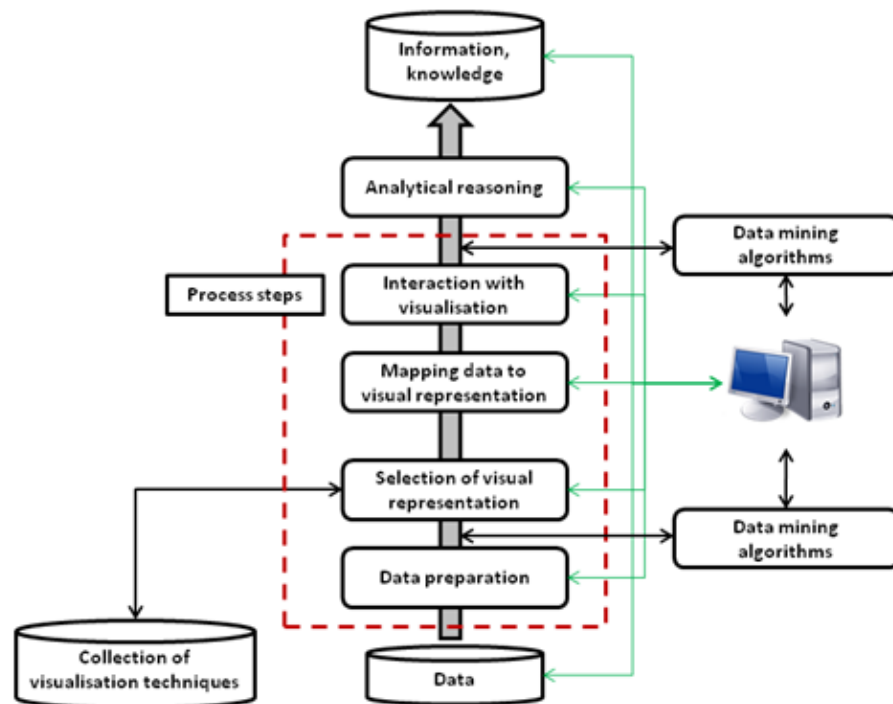 Information,
knowledge
Analytical reasoning
Data mining
algorithms
Process steps
Interaction with
visualisation
Mapping data to
visual representation
Selection of visual
representation
Data mining
algorithms
Data preparation
Collection of
visualisation techniques
Data